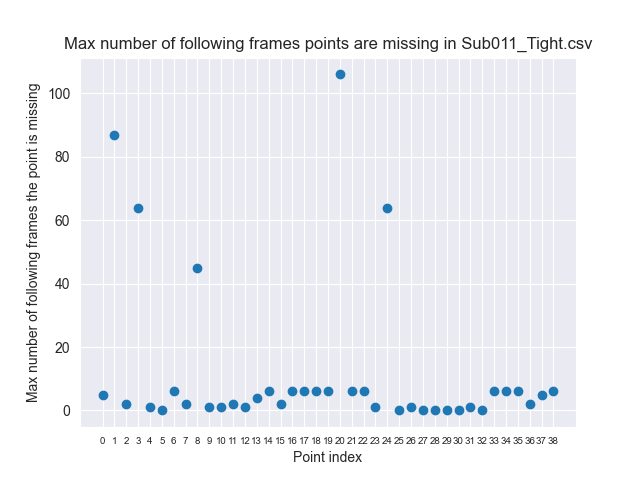 Max number of following frames points are missing in Sub011_Tight.csv
Max number of following frames the point is missing
100
80
60
40
20
0
0 1 2 3 4 5 6 7 8 9 10 11 12 13 14 15 16 17 18 19 20 21 22 23 24 25 26 27 28 29 30 31 32 33 34 35 36 37 38
Point index